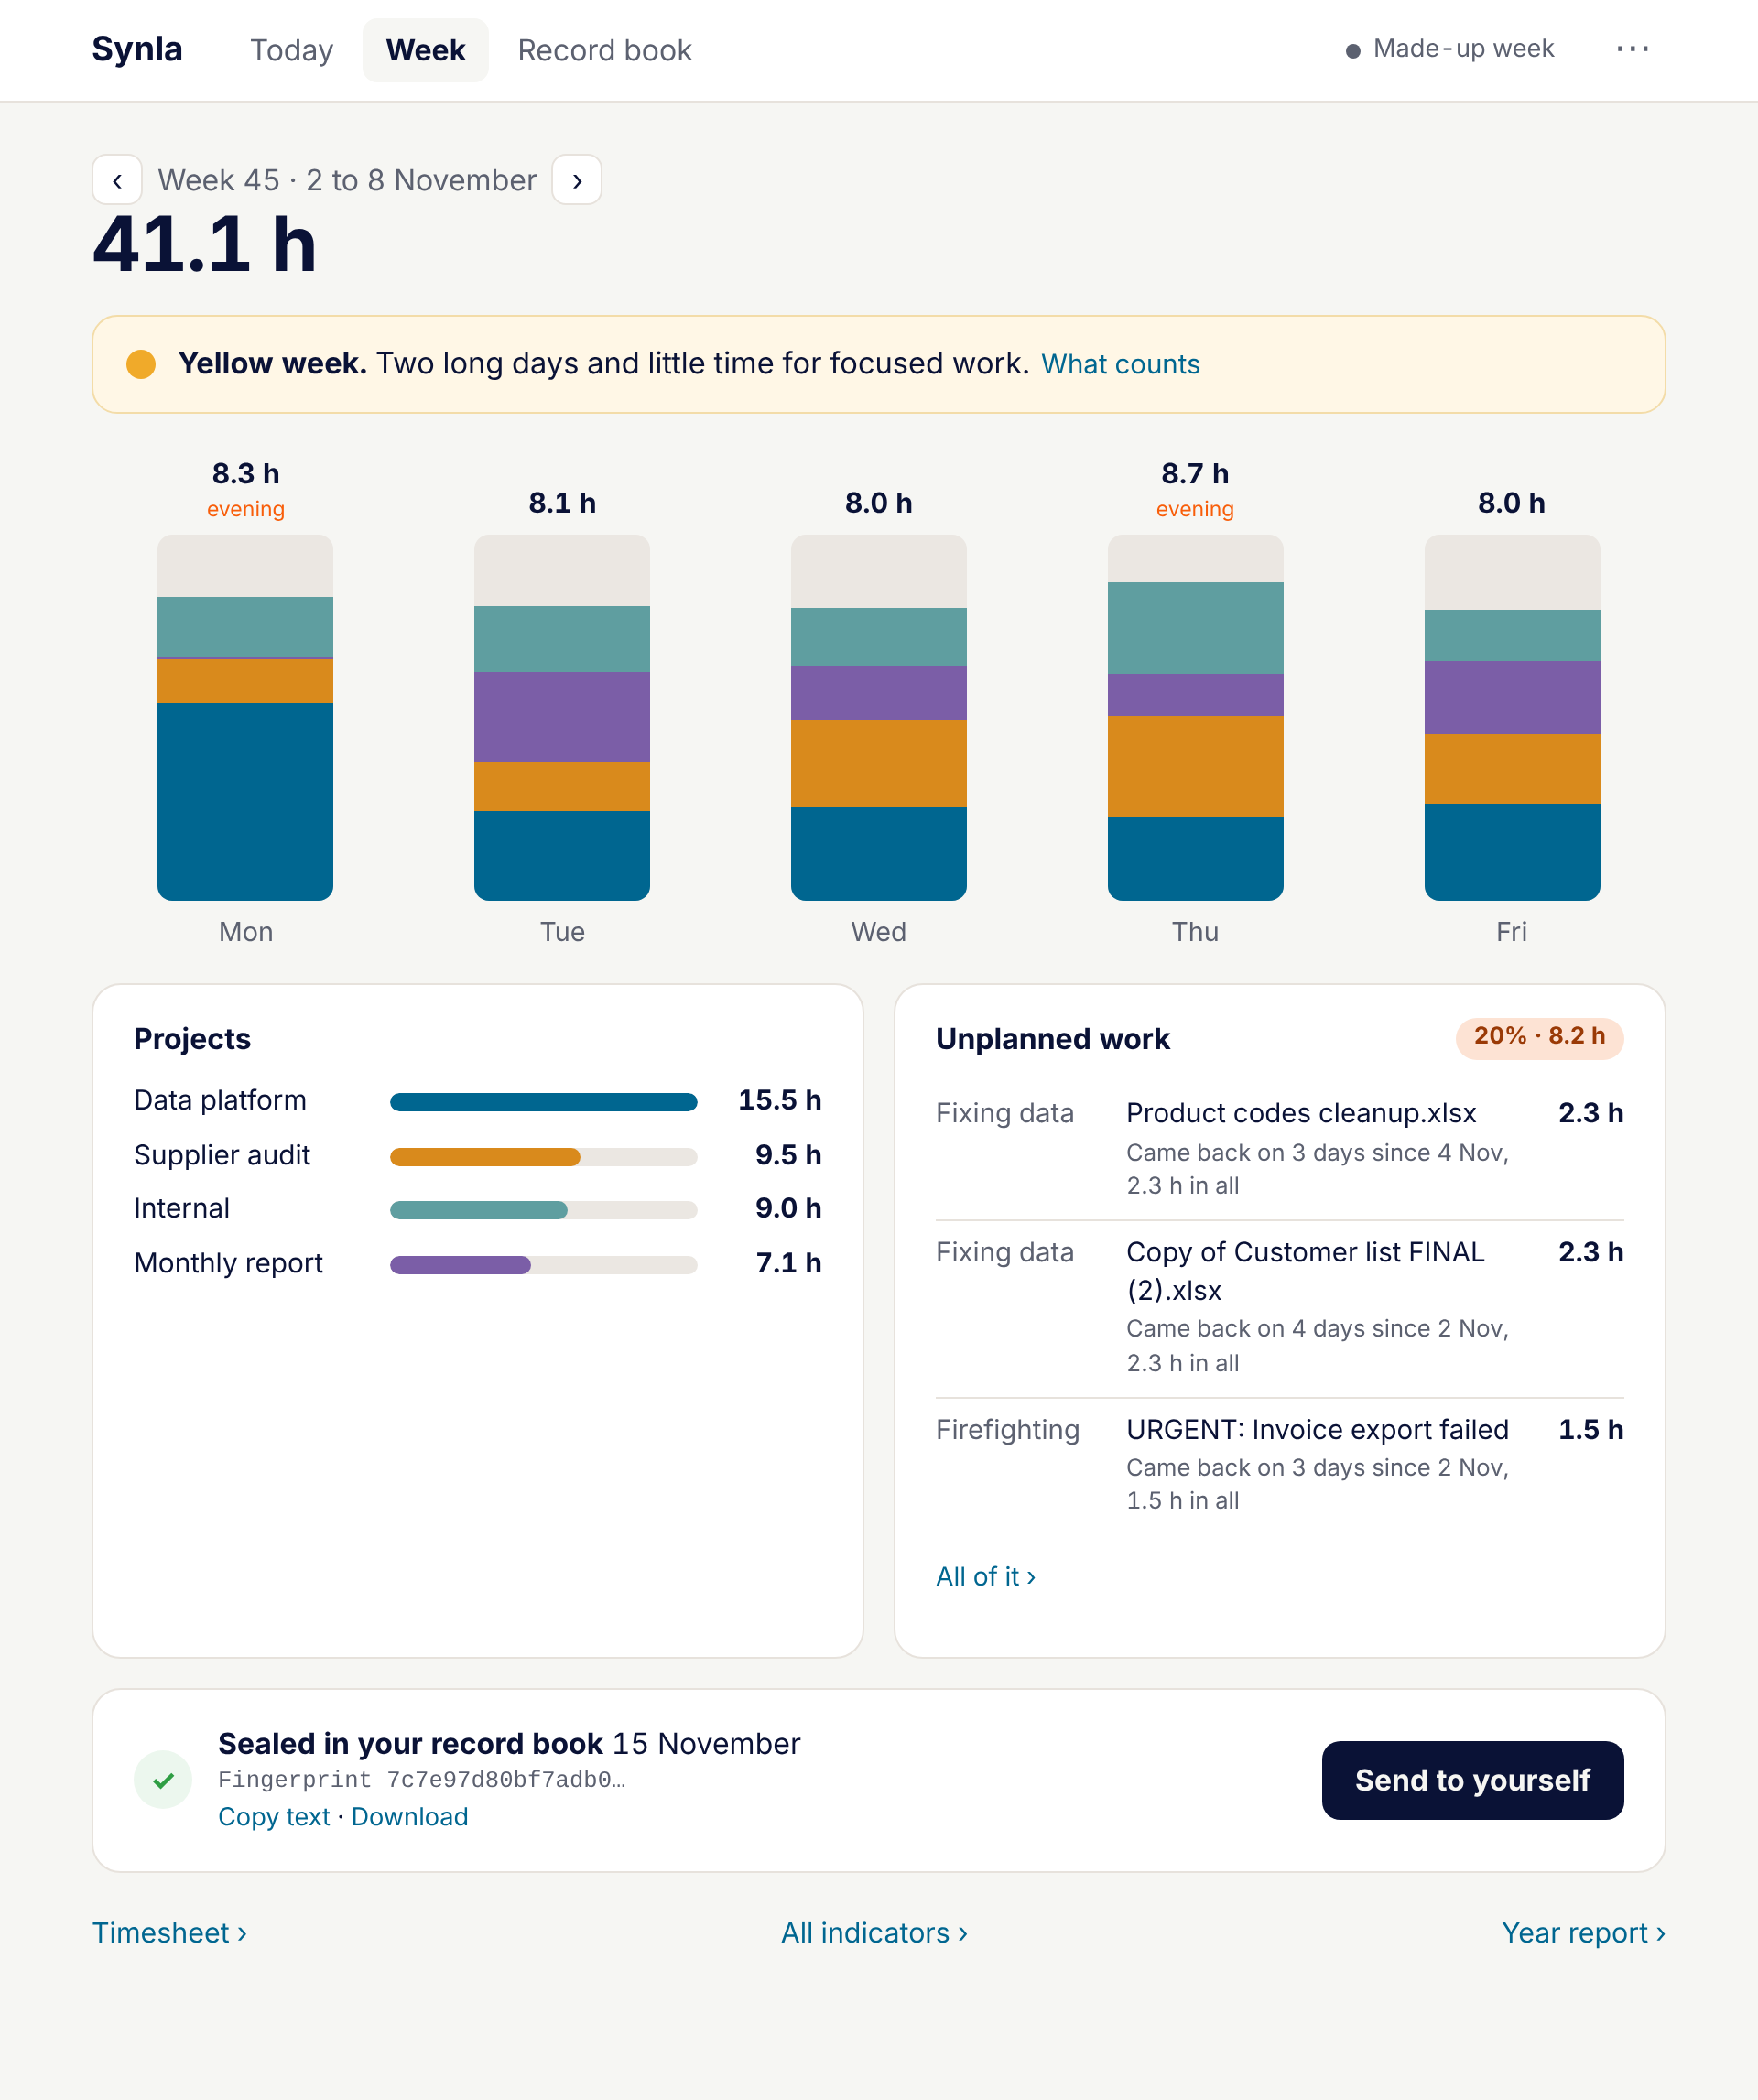 Synla
Today
Week
Record book
Made-up week
···
‹
Week 45 · 2 to 8 November
›
41.1 h
Yellow week. Two long days and little time for focused work. What counts
8.3 h
evening
8.1 h
8.0 h
8.7 h
evening
8.0 h
Mon
Tue
Wed
Thu
Fri
Projects
Data platform 15.5 h
Supplier audit 9.5 h
Internal 9.0 h
Monthly report 7.1 h
Unplanned work 20% · 8.2 h
Fixing data Product codes cleanup.xlsx 2.3 h
Came back on 3 days since 4 Nov,
2.3 h in all
Fixing data Copy of Customer list FINAL 2.3 h
(2).xlsx
Came back on 4 days since 2 Nov,
2.3 h in all
Firefighting URGENT: Invoice export failed 1.5 h
Came back on 3 days since 2 Nov,
1.5 h in all
All of it ›
Sealed in your record book 15 November
Fingerprint 7c7e97d80bf7adb0…
Copy text · Download
Send to yourself
Timesheet ›
All indicators ›
Year report ›